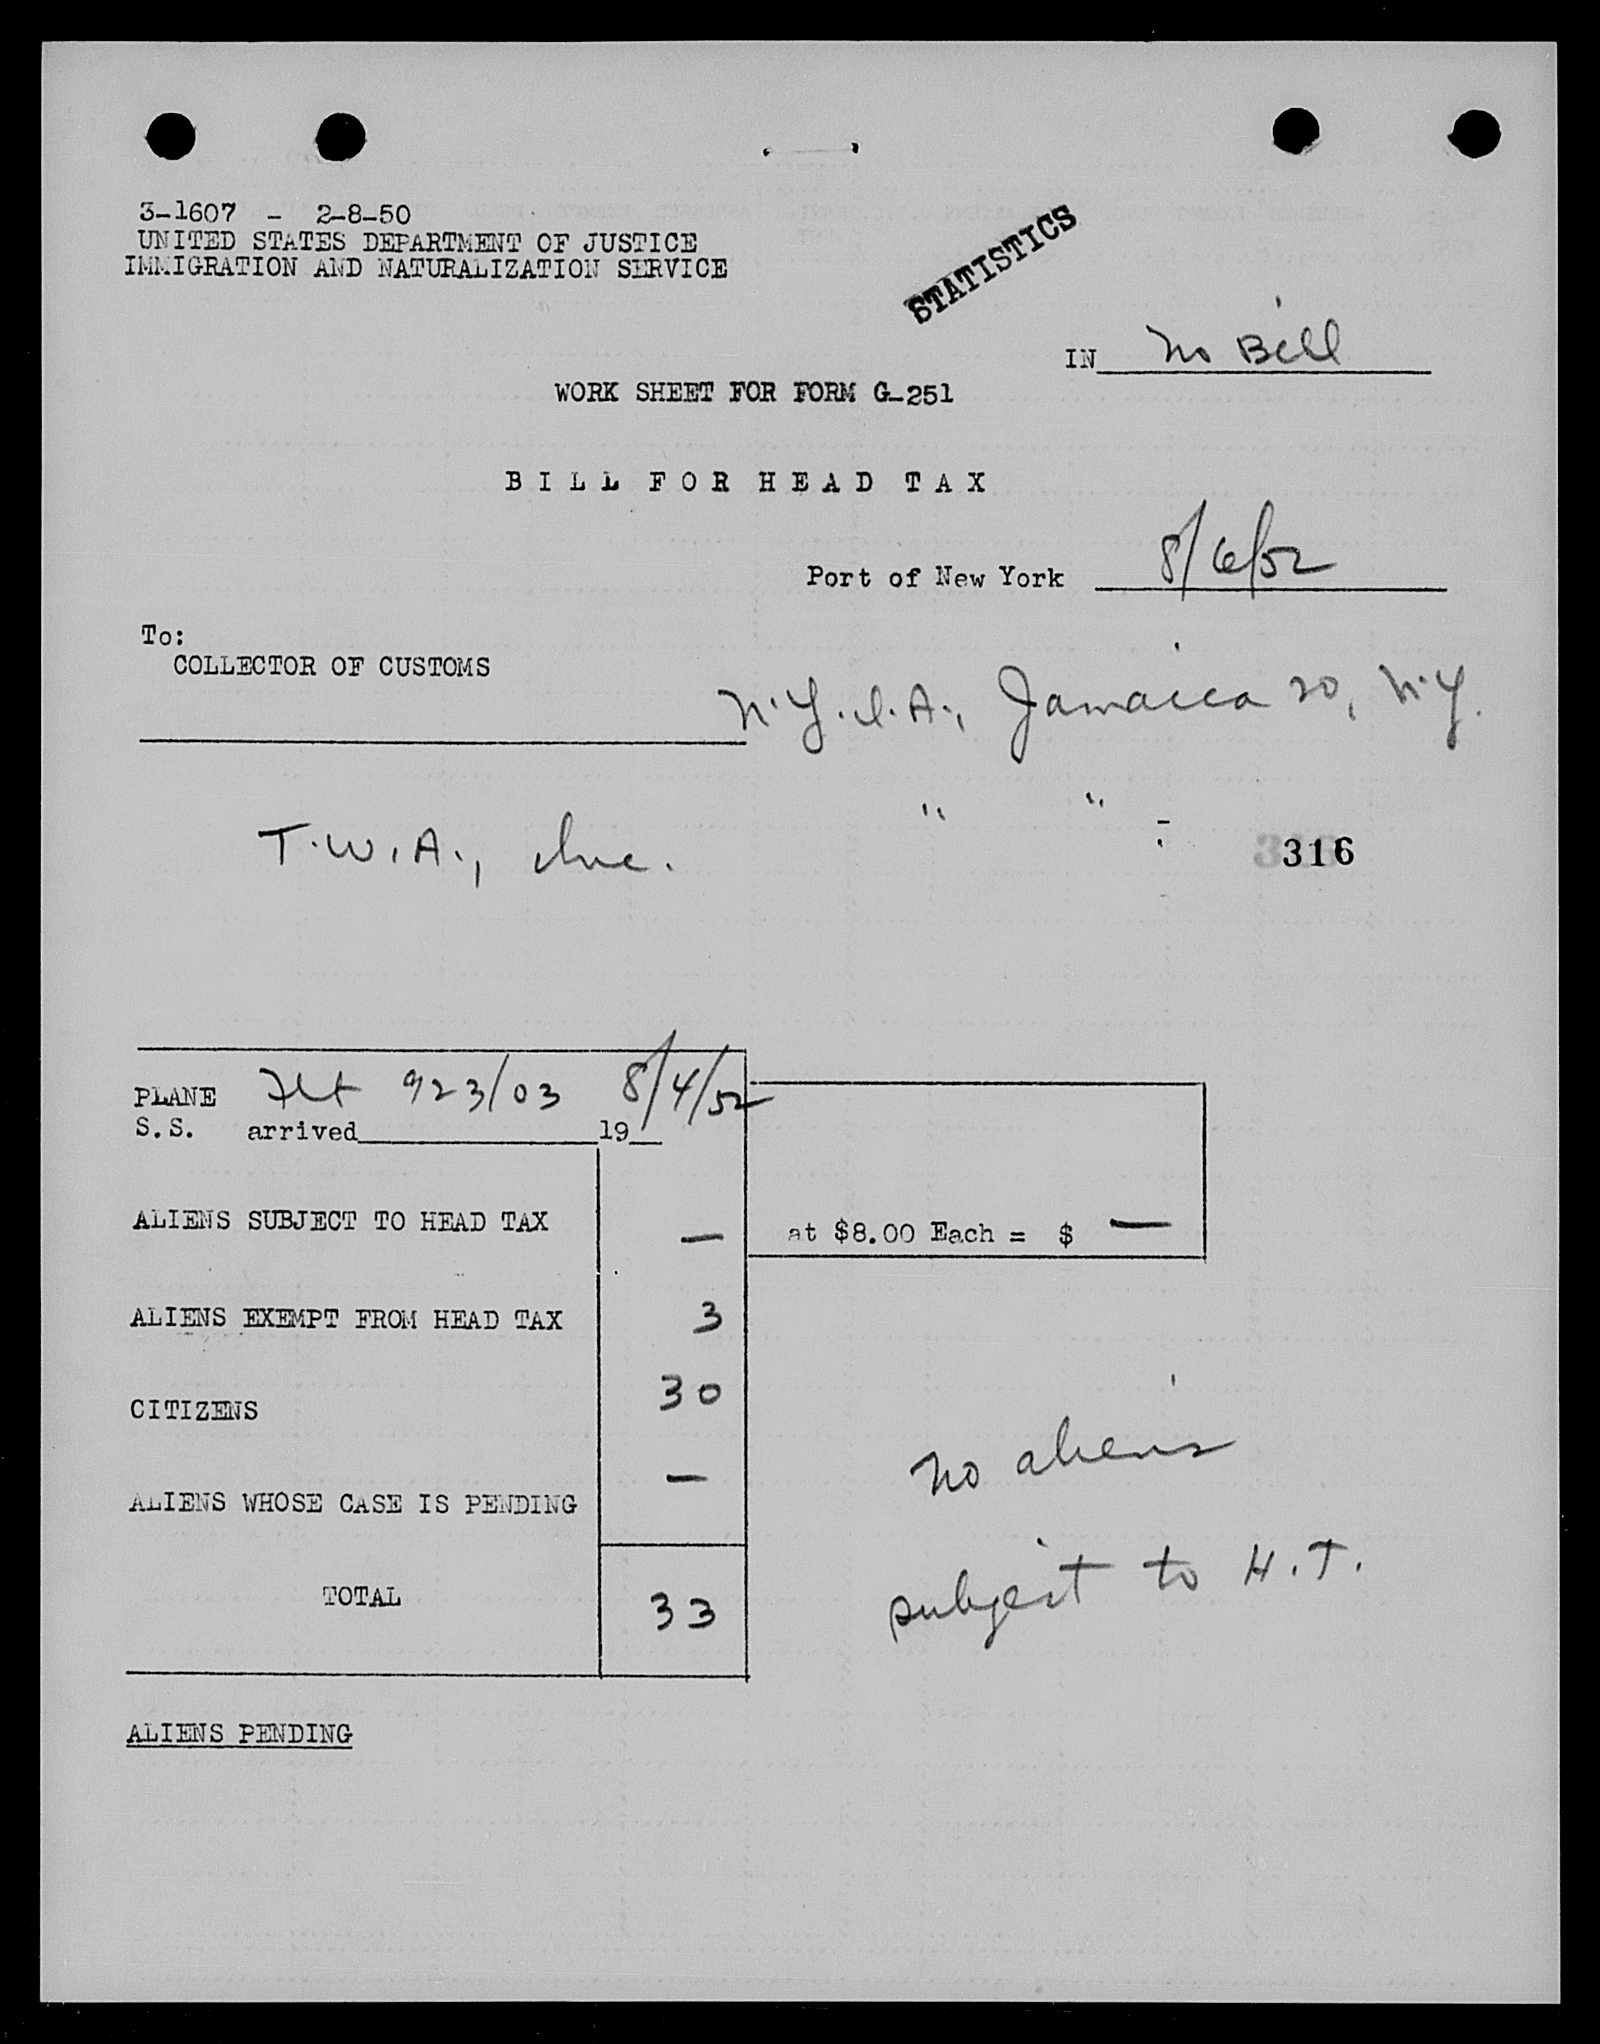 3-1607 - 2-8-50
UNITED STATES DEPARTMENT OF JUSTICE
IMMIGRATION AND NATURALIZATION SERVICE
STATISTICS
IN No Bill
WORK SHEET FOR FORM G-251
BILL FOR HEAD TAX
Port of New York 8/6/52
To:
COLLECTOR OF CUSTOMS
N.Y.I.A., Jamaica 20, N.Y.
T.W.A., Inc. " " 316
PLANE Flt 923/03 8/4/52
S.S. arrived 19
ALIENS SUBJECT TO HEAD TAX — at $8.00 Each = $ —
ALIENS EXEMPT FROM HEAD TAX 3
CITIZENS 30
No aliens
ALIENS WHOSE CASE IS PENDING —
subject to H.T.
TOTAL 33
ALIENS PENDING